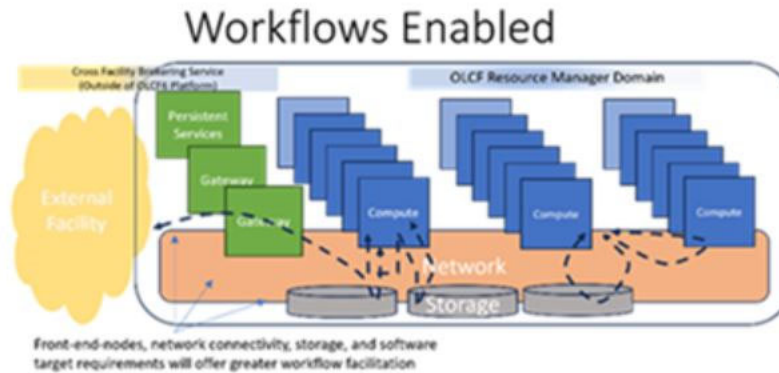 Workflows Enabled
Cross Facility Brokering Service
(Outside of OLCF6 Platform)
OLCF Resource Manager Domain
Persistent
Services
Gateway
Gateway
External
Facility
Compute
Compute
Compute
Network
Storage
Front-end-nodes, network connectivity, storage, and software
target requirements will offer greater workflow facilitation